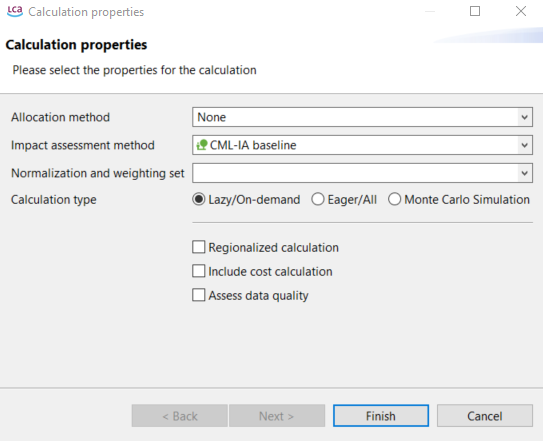 LCA Calculation properties
Calculation properties
Please select the properties for the calculation
Allocation method None
Impact assessment method CML-IA baseline
Normalization and weighting set
Calculation type Lazy/On-demand Eager/All Monte Carlo Simulation
Regionalized calculation
Include cost calculation
Assess data quality
< Back Next > Finish Cancel